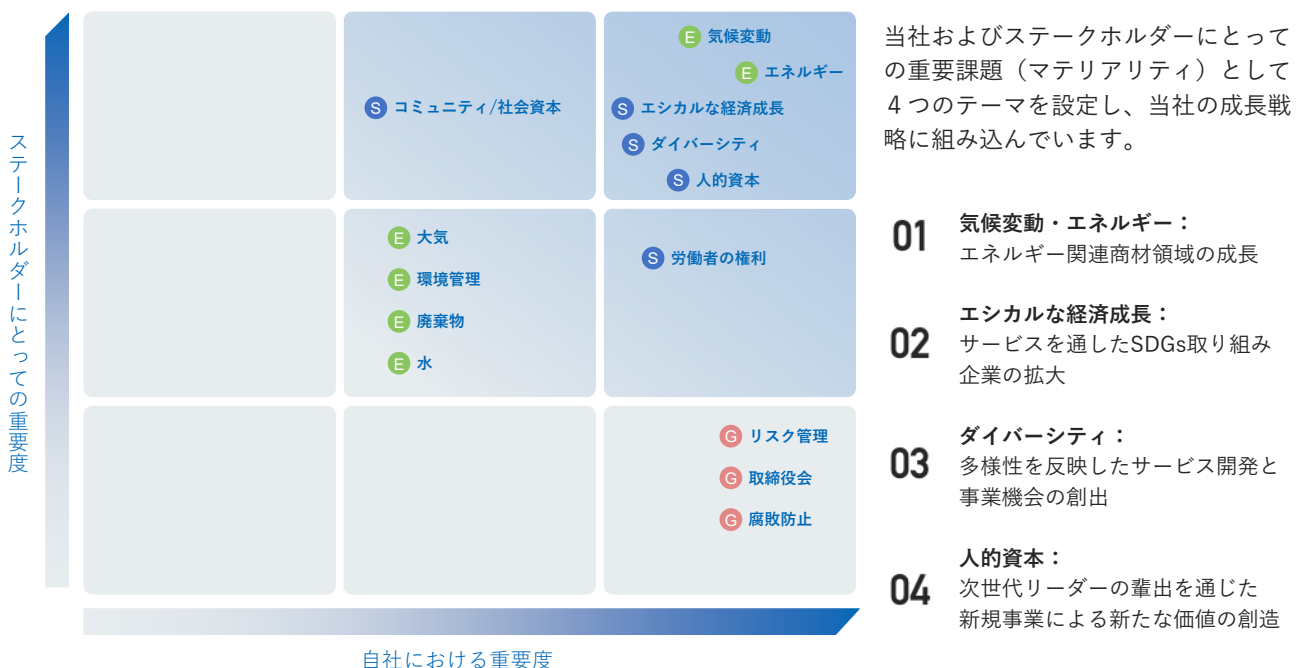 ステークホルダーにとっての重要度
E 気候変動
E エネルギー
S コミュニティ/社会資本
S エシカルな経済成長
S ダイバーシティ
S 人的資本
E 大気
E 環境管理
E 廃棄物
E 水
S 労働者の権利
G リスク管理
G 取締役会
G 腐敗防止
自社における重要度
当社およびステークホルダーにとって
の重要課題（マテリアリティ）として
４つのテーマを設定し、当社の成長戦
略に組み込んでいます。
01
気候変動・エネルギー：
エネルギー関連商材領域の成長
02
エシカルな経済成長：
サービスを通したSDGs取り組み
企業の拡大
03
ダイバーシティ：
多様性を反映したサービス開発と
事業機会の創出
04
人的資本：
次世代リーダーの輩出を通じた
新規事業による新たな価値の創造